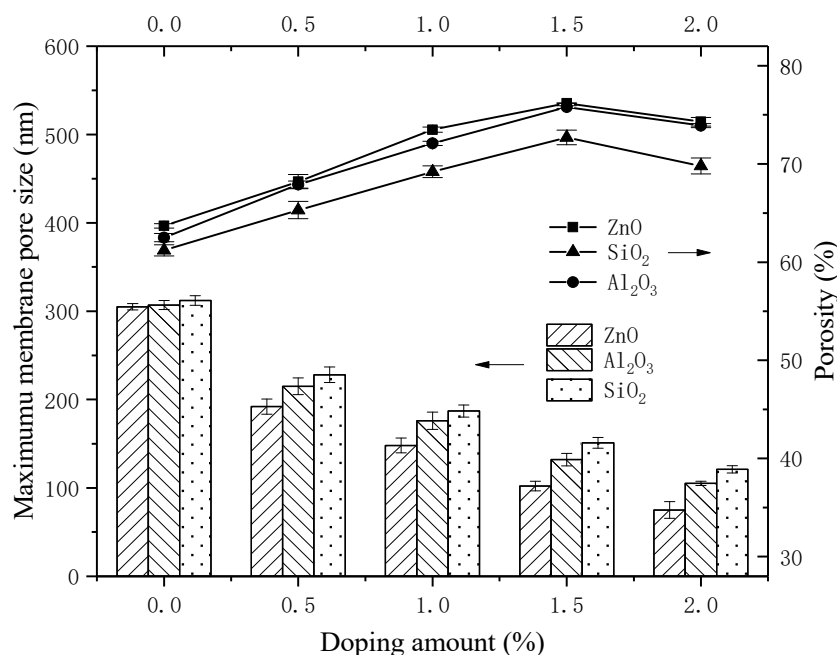 0.0 0.5 1.0 1.5 2.0
600
500
400
300
200
100
0
Maximumu membrane pore size (nm)
80
70
60
50
40
30
Porosity (%)
ZnO
SiO₂
Al₂O₃
ZnO
Al₂O₃
SiO₂
0.0 0.5 1.0 1.5 2.0
Doping amount (%)